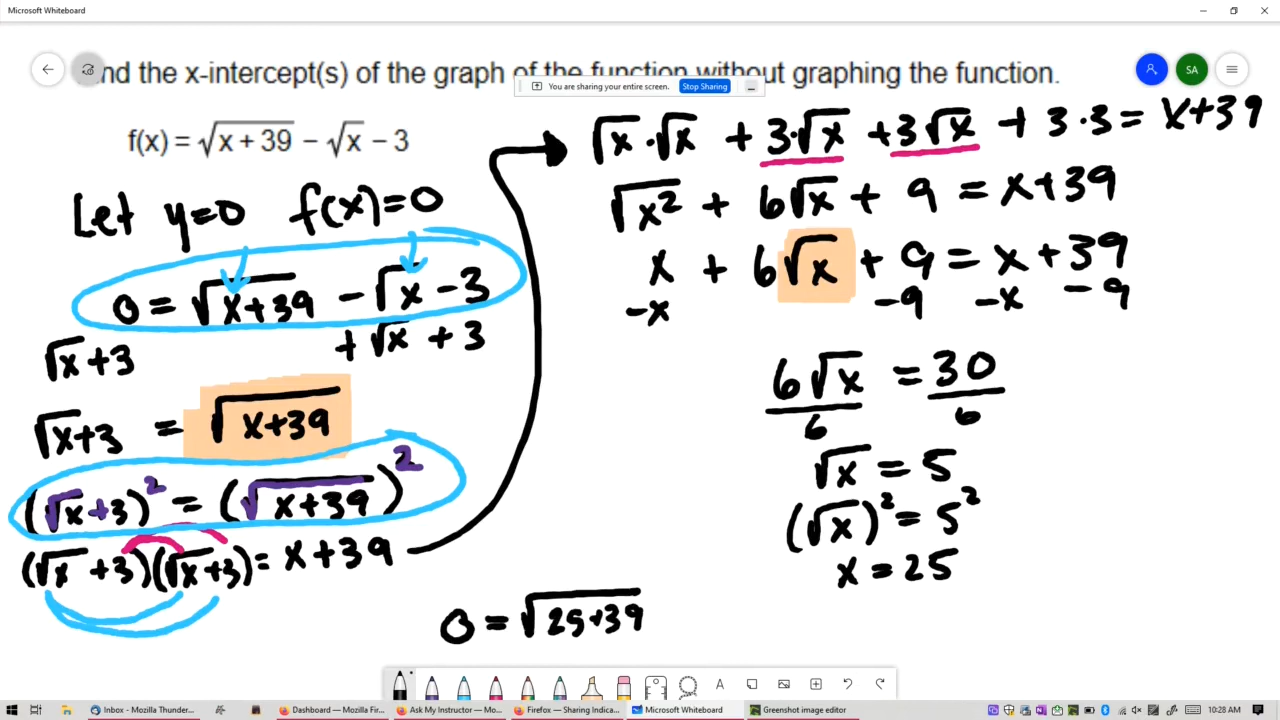 Microsoft Whiteboard
nd the x-intercept(s) of the graph of the function without graphing the function.
SA
You are sharing your entire screen. Stop Sharing
f(x) = √(x + 39) − √x − 3
Let y=0 f(x)=0
0 = √(x+39) − √x − 3
√x + 3 + √x + 3
√x + 3 = √(x+39)
(√x + 3)² = (√(x+39))²
(√x + 3)(√x + 3) = x + 39
√x · √x + 3·√x + 3√x + 3·3 = x+39
√x² + 6√x + 9 = x+39
x + 6√x + 9 = x + 39
−x −9 −x −9
6√x = 30
6 6
√x = 5
(√x)² = 5²
x = 25
0 = √(25+39)
A
Inbox - Mozilla Thunder...
Dashboard — Mozilla Fir...
Ask My Instructor — Mo...
Firefox — Sharing Indica...
Microsoft Whiteboard
Greenshot image editor
10:28 AM